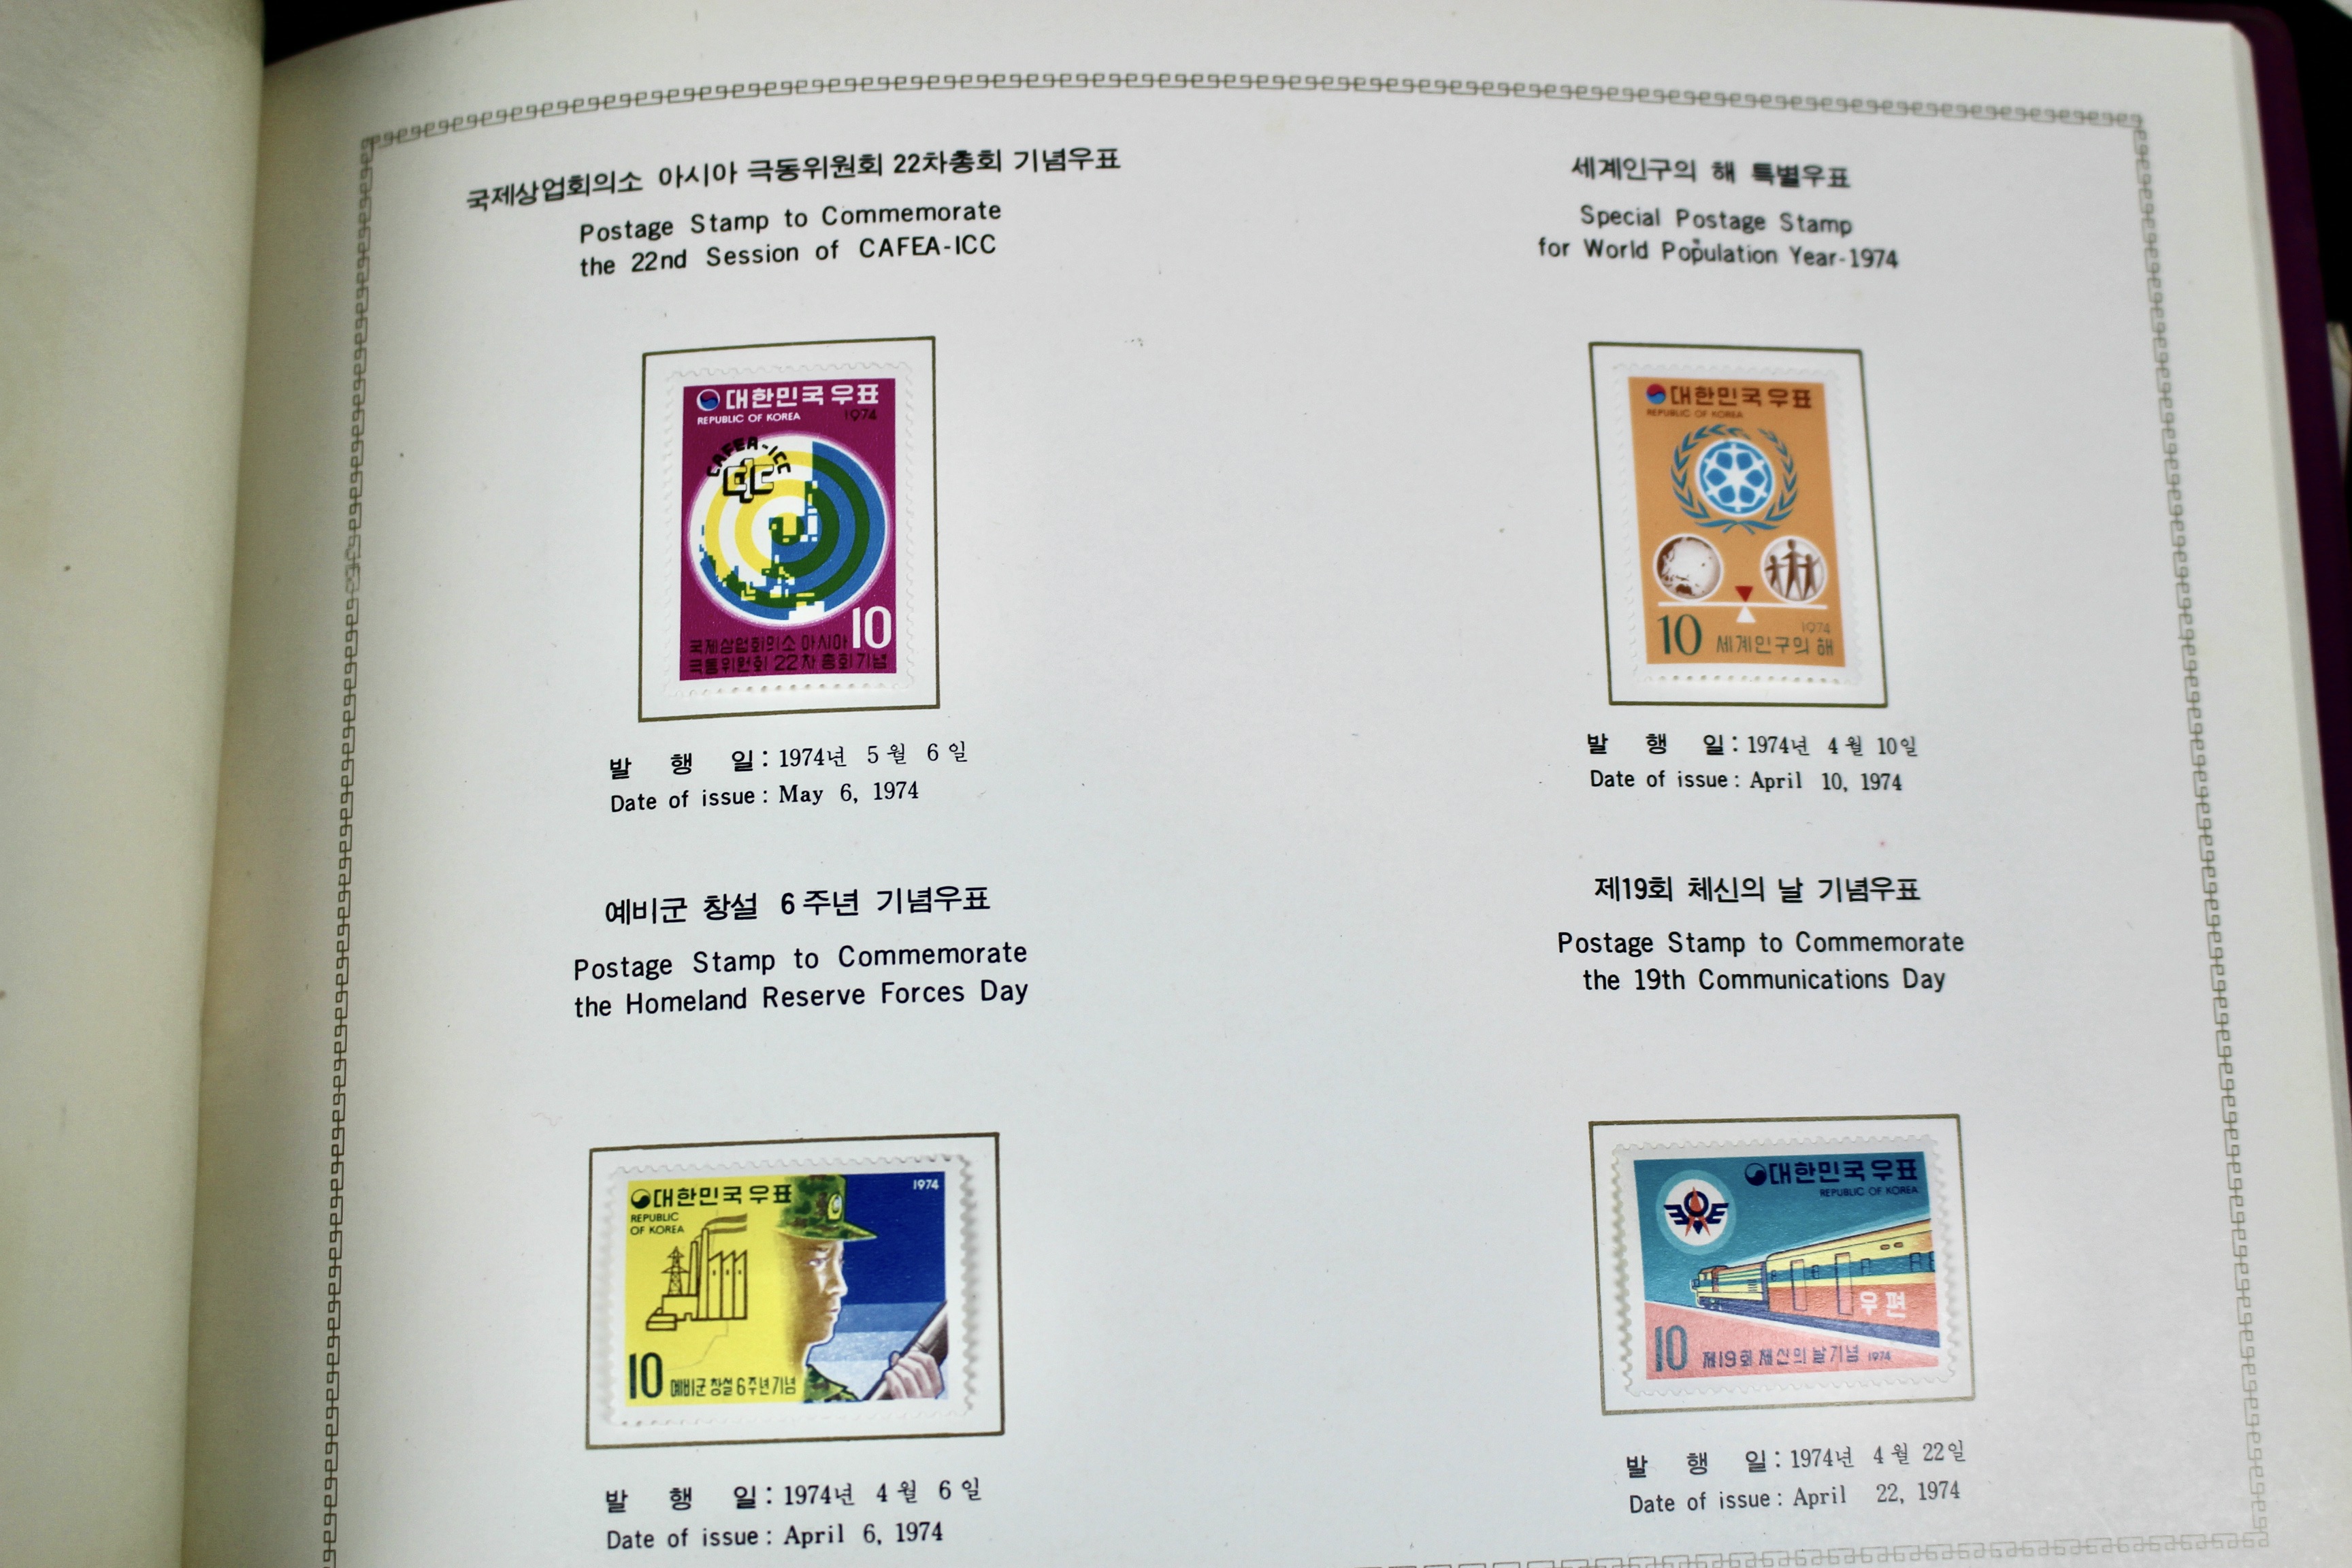 국제상업회의소 아시아 극동위원회 22차총회 기념우표
Postage Stamp to Commemorate
the 22nd Session of CAFEA-ICC
대한민국우표
REPUBLIC OF KOREA
1974
CAFEA-ICC
10
국제상업회의소 아시아
극동위원회 22차 총회기념
발 행 일: 1974년 5월 6일
Date of issue: May 6, 1974
세계인구의 해 특별우표
Special Postage Stamp
for World Population Year-1974
대한민국우표
REPUBLIC OF KOREA
1974
10 세계인구의 해
발 행 일: 1974년 4월 10일
Date of issue: April 10, 1974
예비군 창설 6주년 기념우표
Postage Stamp to Commemorate
the Homeland Reserve Forces Day
대한민국우표
1974
REPUBLIC
OF KOREA
10 예비군 창설 6주년기념
발 행 일: 1974년 4월 6일
Date of issue: April 6, 1974
제19회 체신의 날 기념우표
Postage Stamp to Commemorate
the 19th Communications Day
대한민국우표
REPUBLIC OF KOREA
우편
10 제19회 체신의 날 기념 1974
발 행 일: 1974년 4월 22일
Date of issue: April 22, 1974